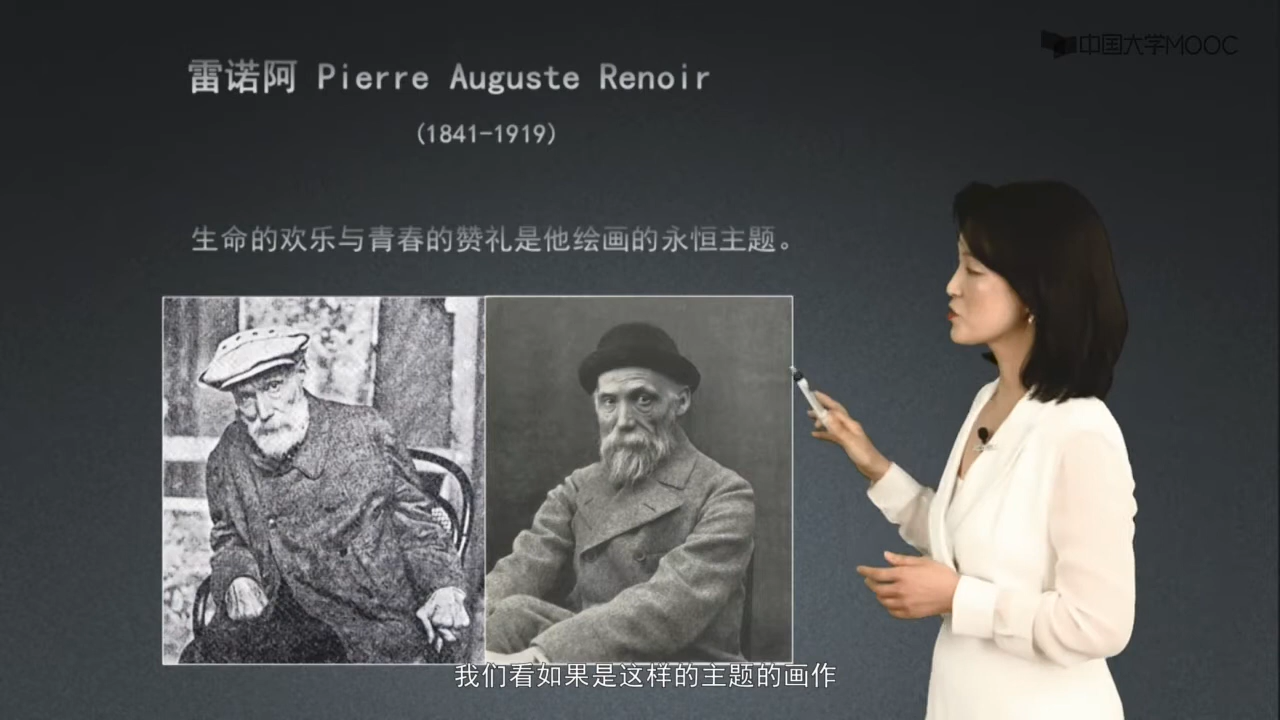 中国大学MOOC
雷诺阿 Pierre Auguste Renoir
(1841-1919)
生命的欢乐与青春的赞礼是他绘画的永恒主题。
我们看如果是这样的主题的画作